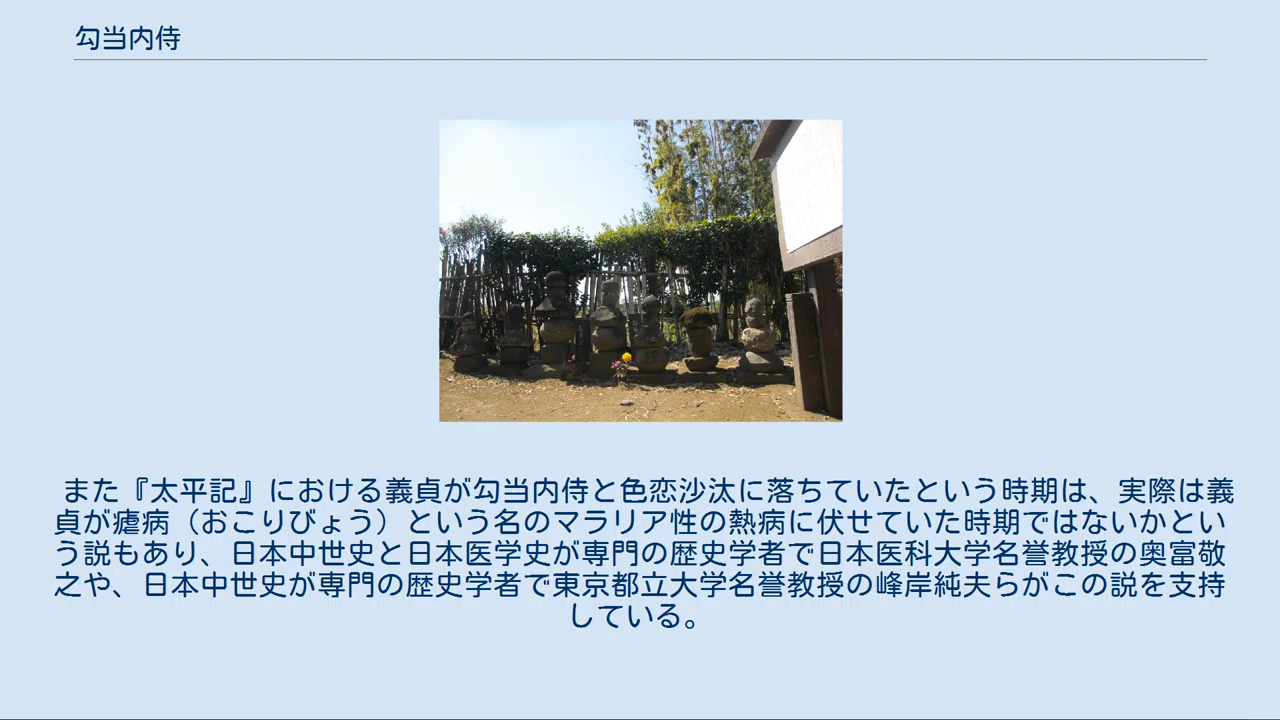 勾当内侍
また『太平記』における義貞が勾当内侍と色恋沙汰に落ちていたという時期は、実際は義
貞が瘧病（おこりびょう）という名のマラリア性の熱病に伏せていた時期ではないかとい
う説もあり、日本中世史と日本医学史が専門の歴史学者で日本医科大学名誉教授の奥富敬
之や、日本中世史が専門の歴史学者で東京都立大学名誉教授の峰岸純夫らがこの説を支持
している。